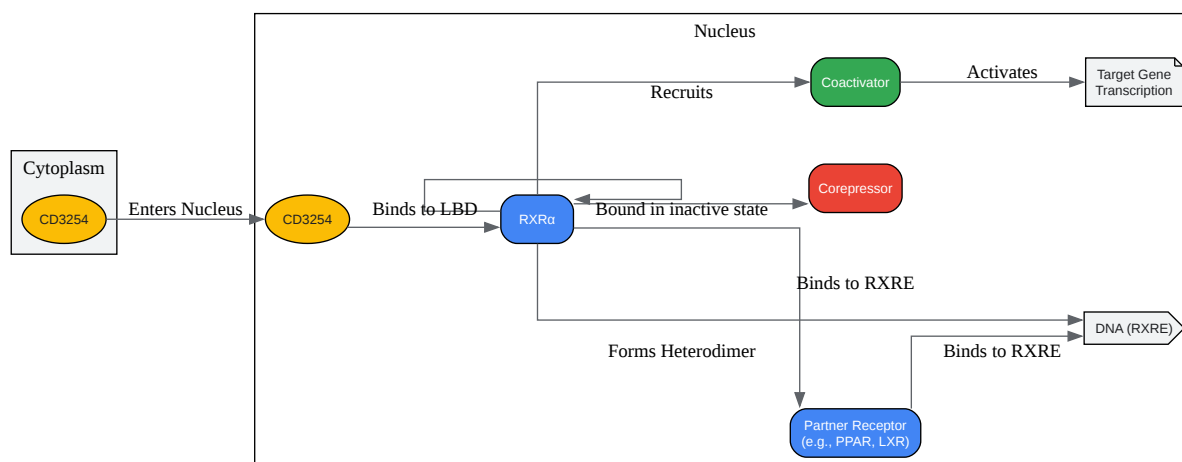 Nucleus
Coactivator
Activates
Target Gene
Transcription
Recruits
Cytoplasm
CD3254
Enters Nucleus
CD3254
Binds to LBD
RXRα
Bound in inactive state
Corepressor
Binds to RXRE
DNA (RXRE)
Forms Heterodimer
Binds to RXRE
Partner Receptor
(e.g., PPAR, LXR)